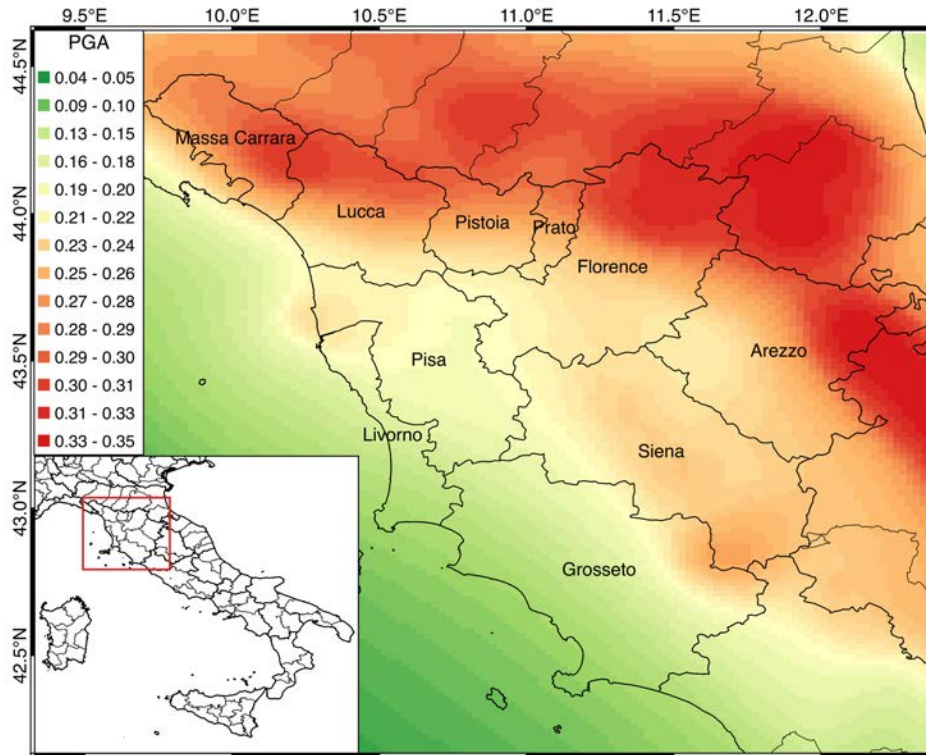 9.5°E 10.0°E 10.5°E 11.0°E 11.5°E 12.0°E
PGA
0.04 - 0.05
0.09 - 0.10
0.13 - 0.15
0.16 - 0.18
0.19 - 0.20
0.21 - 0.22
0.23 - 0.24
0.25 - 0.26
0.27 - 0.28
0.28 - 0.29
0.29 - 0.30
0.30 - 0.31
0.31 - 0.33
0.33 - 0.35
44.5°N
44.0°N
43.5°N
43.0°N
42.5°N
Massa Carrara
Lucca
Pistoia
Prato
Florence
Arezzo
Pisa
Livorno
Siena
Grosseto